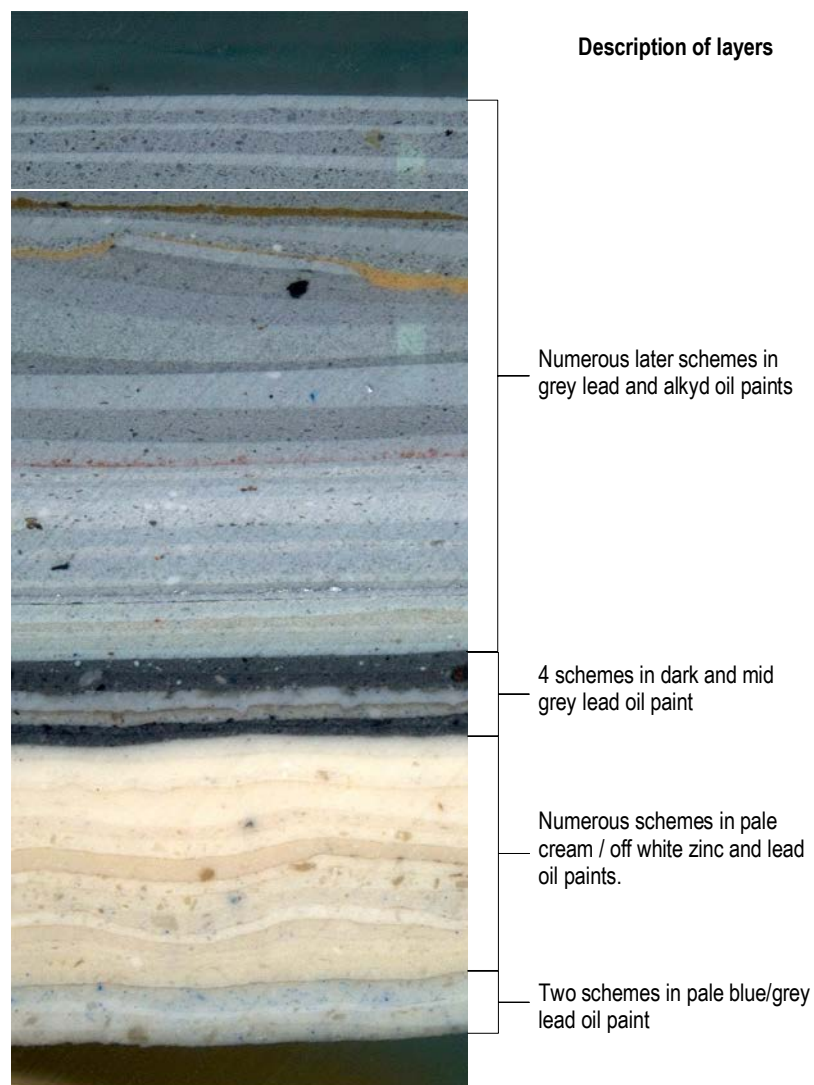 Description of layers
Numerous later schemes in
grey lead and alkyd oil paints
4 schemes in dark and mid
grey lead oil paint
Numerous schemes in pale
cream / off white zinc and lead
oil paints.
Two schemes in pale blue/grey
lead oil paint